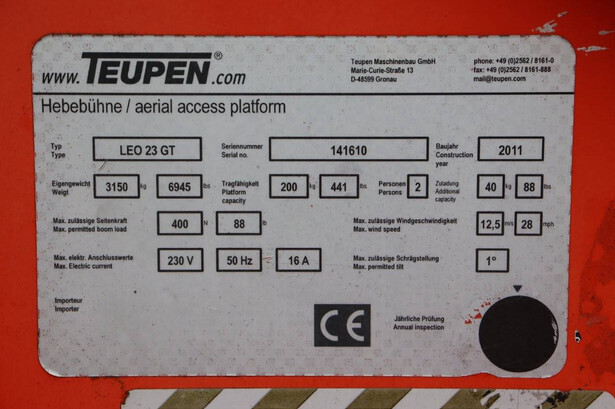 www.TEUPEN®.com
Teupen Maschinenbau GmbH
Marie-Curie-Straße 13
D-48599 Gronau
phone: +49 (0)2562 / 8161-0
fax: +49 (0)2562 / 8161-888
mail@teupen.com
Hebebühne / aerial access platform
Typ
Type
LEO 23 GT
Seriennummer
Serial no.
141610
Baujahr
Construction
year
2011
Eigengewicht
Weigt
3150 kg 6945 lbs
Tragfähigkeit
Platform
capacity
200 kg 441 lbs
Personen
Persons
2
Zuladung
Additional
capacity
40 kg 88 lbs
Max. zulässige Seitenkraft
Max. permitted boom load
400 N 88 lb
Max. zulässige Windgeschwindigkeit
Max. wind speed
12,5 m/s 28 mph
Max. elektr. Anschlusswerte
Max. Electric current
230 V 50 Hz 16 A
Max. zulässige Schrägstellung
Max. permitted tilt
1°
Importeur
Importer
CE
Jährliche Prüfung
Annual inspection